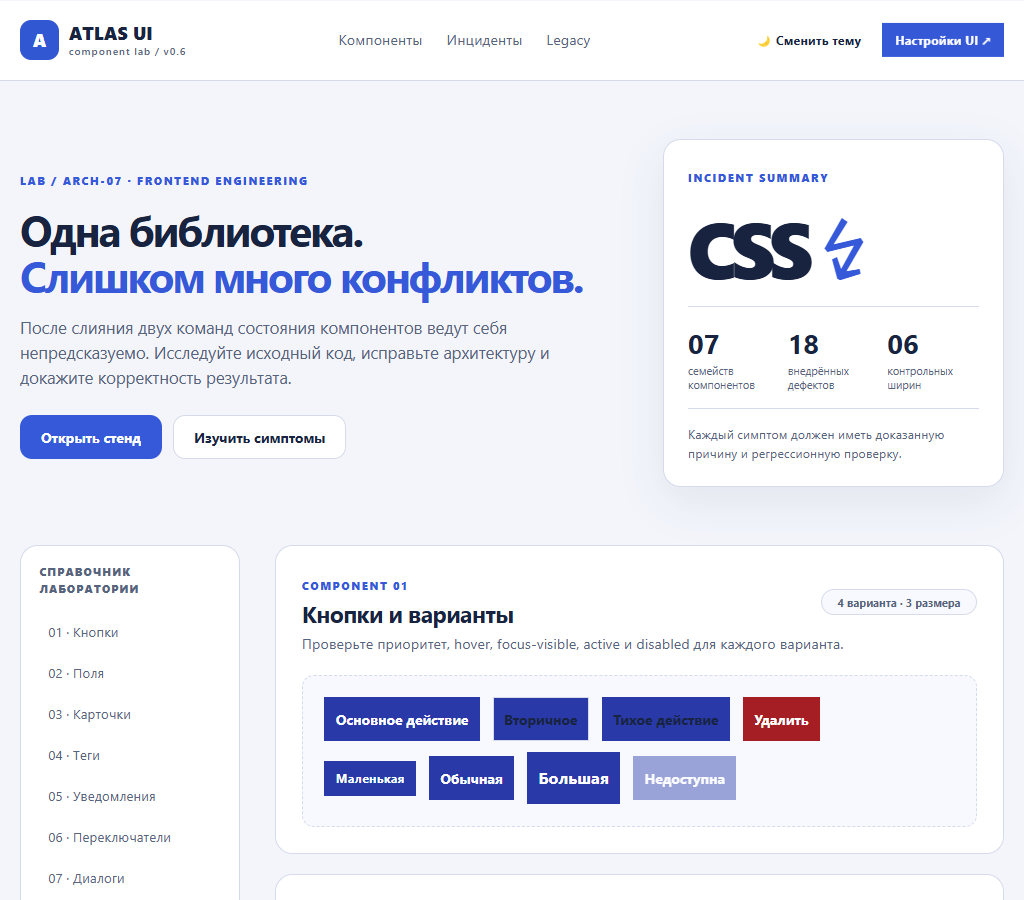 A
ATLAS UI
component lab / v0.6
Компоненты
Инциденты
Legacy
Сменить тему
Настройки UI ↗
LAB / ARCH-07 · FRONTEND ENGINEERING
Одна библиотека.
Слишком много конфликтов.
После слияния двух команд состояния компонентов ведут себя
непредсказуемо. Исследуйте исходный код, исправьте архитектуру и
докажите корректность результата.
Открыть стенд
Изучить симптомы
INCIDENT SUMMARY
CSS
07
семейств
компонентов
18
внедрённых
дефектов
06
контрольных
ширин
Каждый симптом должен иметь доказанную
причину и регрессионную проверку.
СПРАВОЧНИК
ЛАБОРАТОРИИ
01 · Кнопки
02 · Поля
03 · Карточки
04 · Теги
05 · Уведомления
06 · Переключатели
07 · Диалоги
COMPONENT 01
Кнопки и варианты
Проверьте приоритет, hover, focus-visible, active и disabled для каждого варианта.
4 варианта · 3 размера
Основное действие
Вторичное
Тихое действие
Удалить
Маленькая
Обычная
Большая
Недоступна